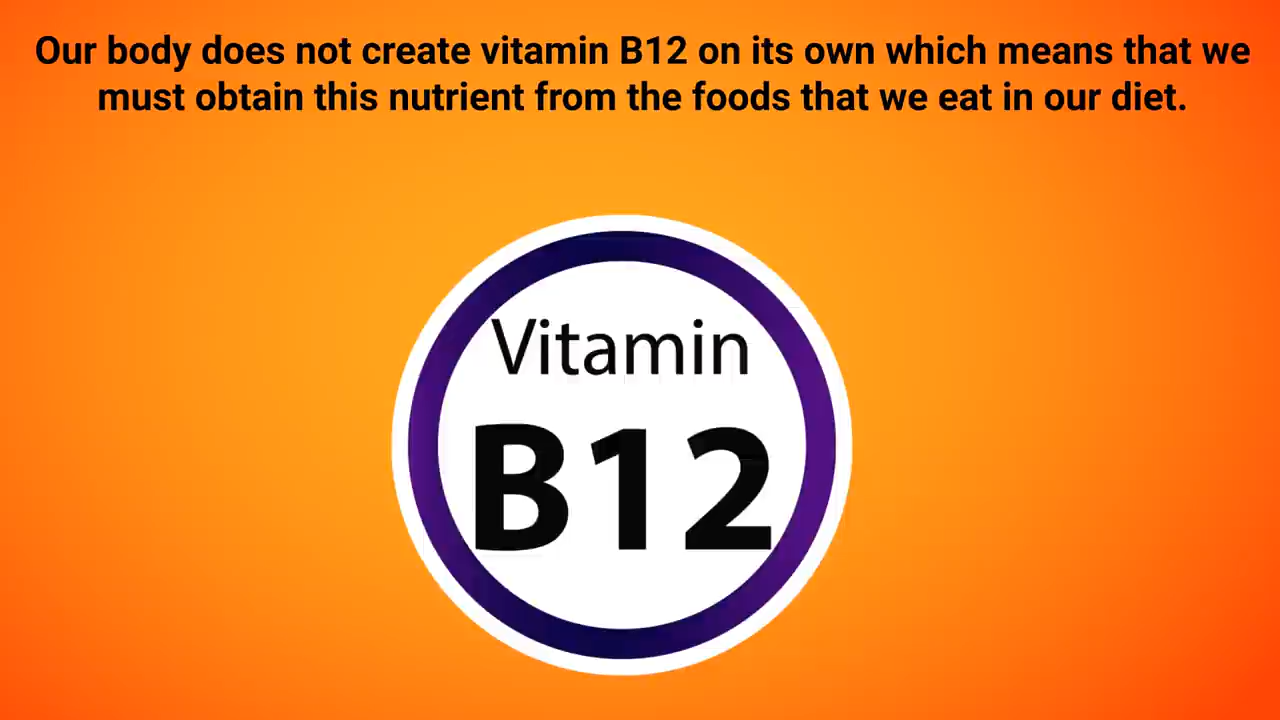 Our body does not create vitamin B12 on its own which means that we
must obtain this nutrient from the foods that we eat in our diet.
Vitamin
B12